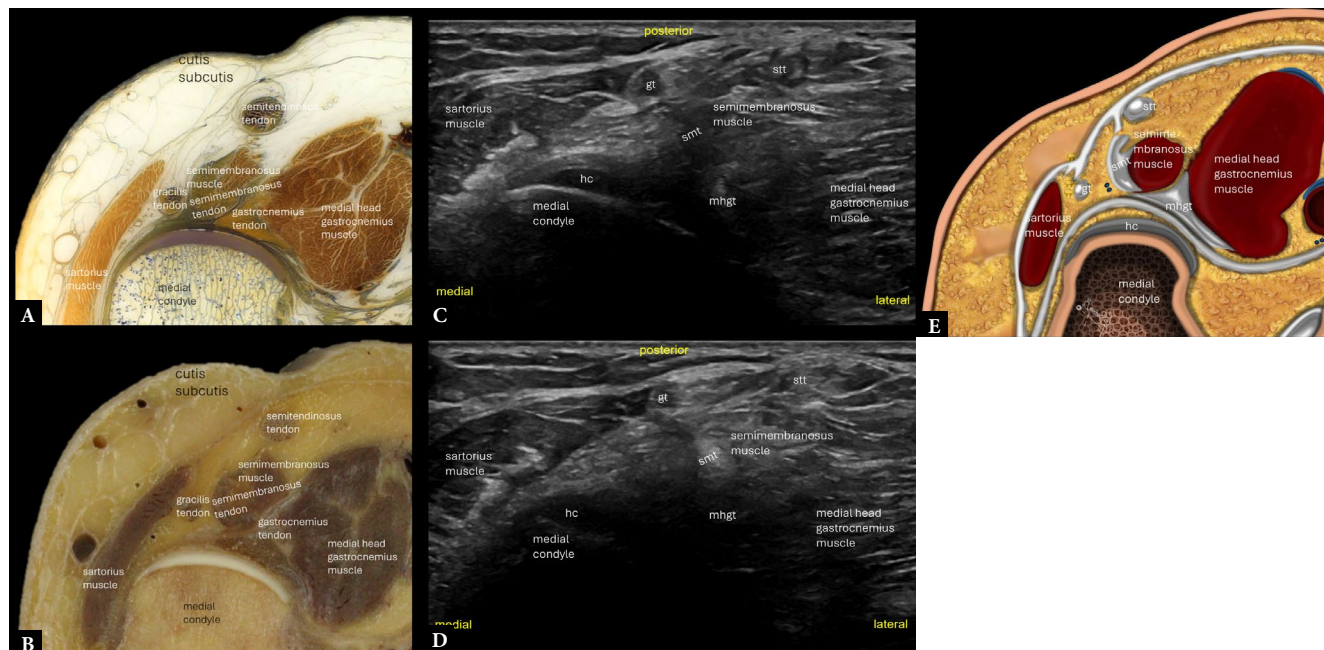 cutis
subcutis
semitendinosus
tendon
semimembranosus
muscle
gracilis
tendon
semimembranosus
tendon
gastrocnemius
tendon
medial head
gastrocnemius
muscle
sartorius
muscle
medial
condyle
A
posterior
stt
gt
sartorius
muscle
semimembranosus
muscle
smt
hc
medial
condyle
mhgt
medial head
gastrocnemius
muscle
medial
lateral
C
stt
semime
mbranosus
muscle
smt
gt
medial head
gastrocnemius
muscle
mhgt
sartorius
muscle
hc
medial
condyle
E
cutis
subcutis
semitendinosus
tendon
semimembranosus
muscle
gracilis
tendon
semimembranosus
tendon
gastrocnemius
tendon
medial head
gastrocnemius
muscle
sartorius
muscle
medial
condyle
B
posterior
stt
gt
semimembranosus
muscle
smt
sartorius
muscle
hc
mhgt
medial head
gastrocnemius
muscle
medial
condyle
medial
lateral
D